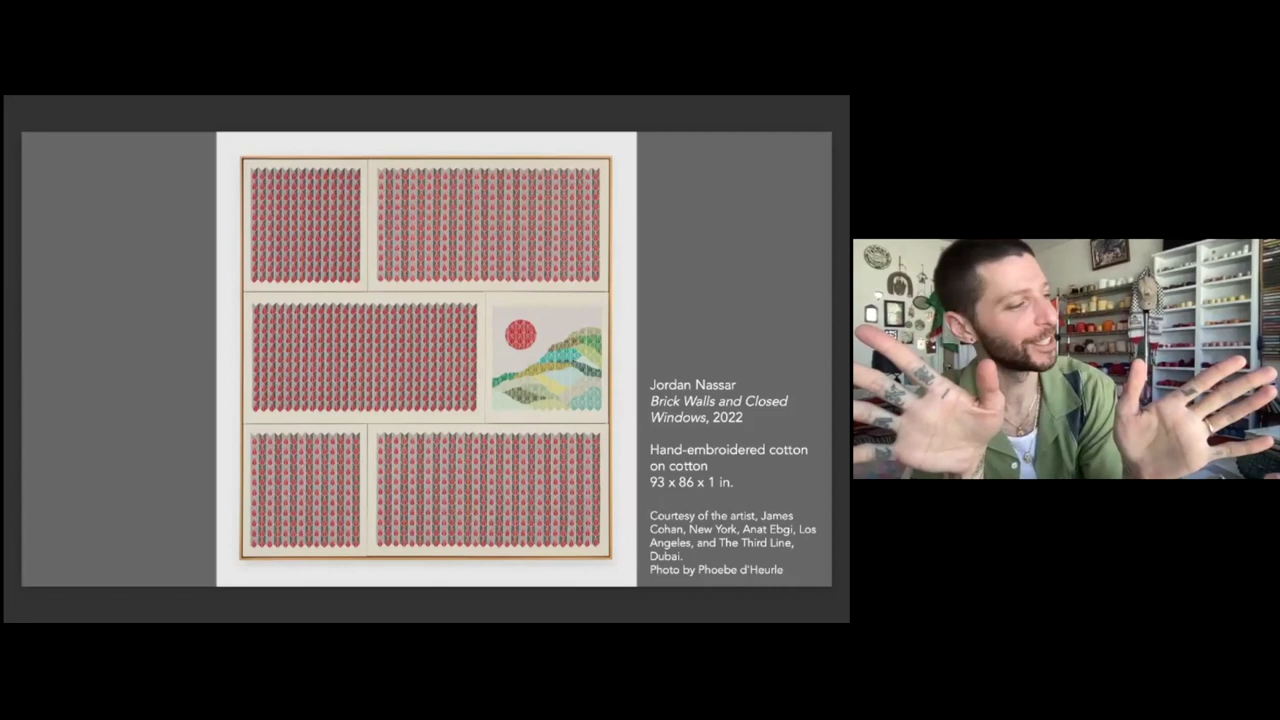 Jordan Nassar
Brick Walls and Closed
Windows, 2022
Hand-embroidered cotton
on cotton
93 x 86 x 1 in.
Courtesy of the artist, James
Cohan, New York, Anat Ebgi, Los
Angeles, and The Third Line,
Dubai.
Photo by Phoebe d'Heurle